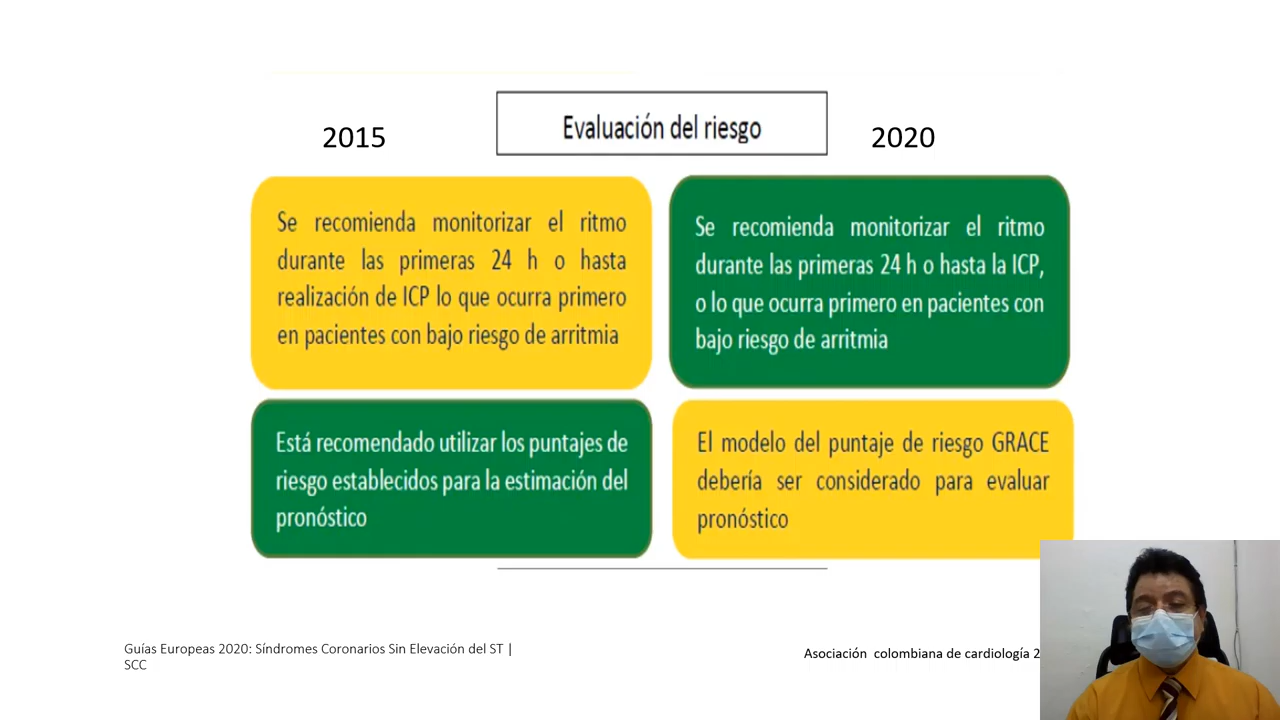 Evaluación del riesgo
2015
2020
Se recomienda monitorizar el ritmo
durante las primeras 24 h o hasta
realización de ICP lo que ocurra primero
en pacientes con bajo riesgo de arritmia
Se recomienda monitorizar el ritmo
durante las primeras 24 h o hasta la ICP,
o lo que ocurra primero en pacientes con
bajo riesgo de arritmia
Está recomendado utilizar los puntajes de
riesgo establecidos para la estimación del
pronóstico
El modelo del puntaje de riesgo GRACE
debería ser considerado para evaluar
pronóstico
Guías Europeas 2020: Síndromes Coronarios Sin Elevación del ST |
SCC
Asociación colombiana de cardiología 2